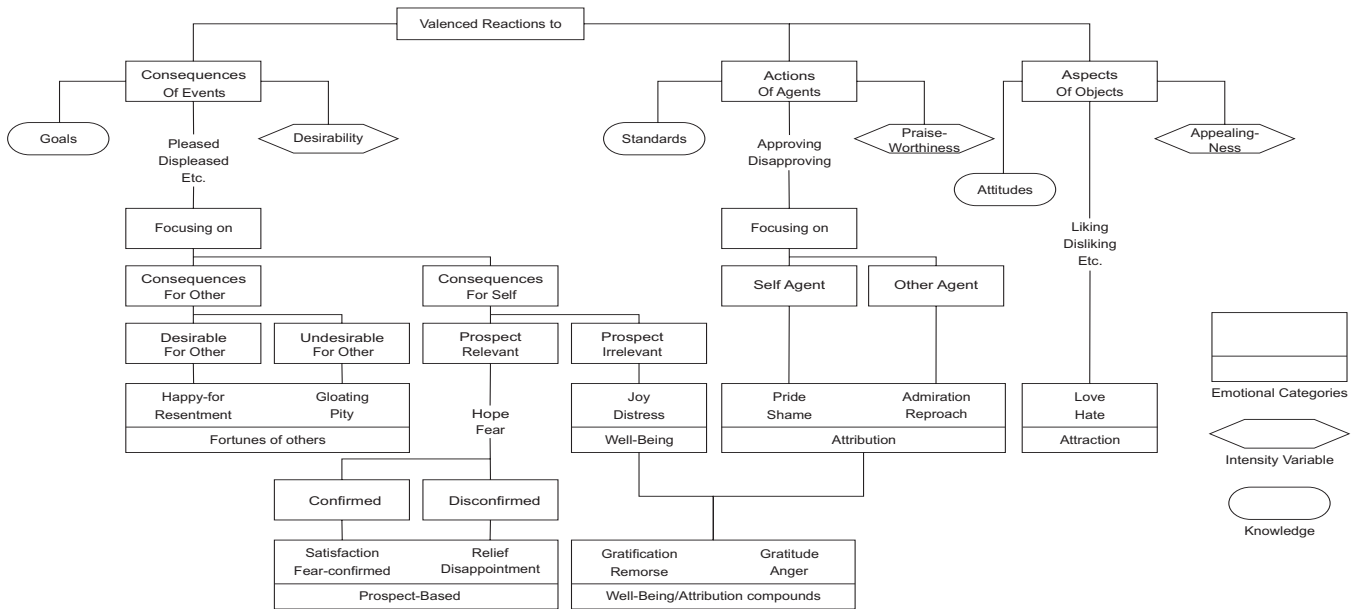 Valenced Reactions to
Consequences
Of Events
Actions
Of Agents
Aspects
Of Objects
Goals
Desirability
Standards
Praise-
Worthiness
Appealing-
Ness
Pleased
Displeased
Etc.
Approving
Disapproving
Attitudes
Focusing on
Focusing on
Liking
Disliking
Etc.
Consequences
For Other
Consequences
For Self
Self Agent
Other Agent
Desirable
For Other
Undesirable
For Other
Prospect
Relevant
Prospect
Irrelevant
Happy-for
Resentment
Gloating
Pity
Fortunes of others
Hope
Fear
Joy
Distress
Well-Being
Pride
Shame
Admiration
Reproach
Attribution
Love
Hate
Attraction
Emotional Categories
Intensity Variable
Knowledge
Confirmed
Disconfirmed
Satisfaction
Fear-confirmed
Relief
Disappointment
Prospect-Based
Gratification
Remorse
Gratitude
Anger
Well-Being/Attribution compounds